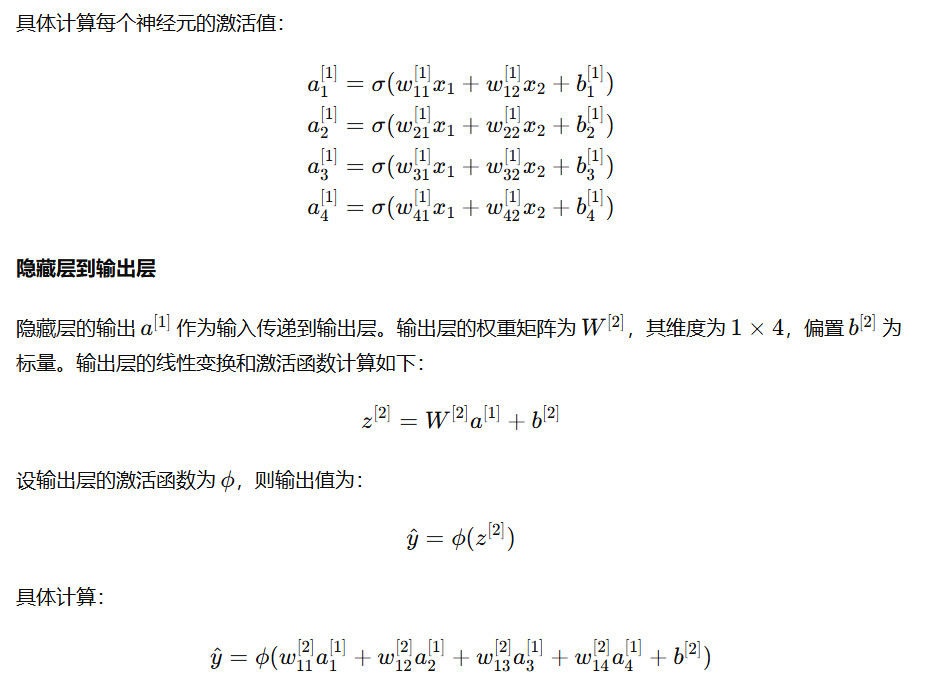 具体计算每个神经元的激活值：
$a_1^{[1]} = \sigma(w_{11}^{[1]} x_1 + w_{12}^{[1]} x_2 + b_1^{[1]})$
$a_2^{[1]} = \sigma(w_{21}^{[1]} x_1 + w_{22}^{[1]} x_2 + b_2^{[1]})$
$a_3^{[1]} = \sigma(w_{31}^{[1]} x_1 + w_{32}^{[1]} x_2 + b_3^{[1]})$
$a_4^{[1]} = \sigma(w_{41}^{[1]} x_1 + w_{42}^{[1]} x_2 + b_4^{[1]})$
隐藏层到输出层
隐藏层的输出 $a^{[1]}$ 作为输入传递到输出层。输出层的权重矩阵为 $W^{[2]}$，其维度为 $1 \times 4$，偏置 $b^{[2]}$ 为
标量。输出层的线性变换和激活函数计算如下：
$z^{[2]} = W^{[2]} a^{[1]} + b^{[2]}$
设输出层的激活函数为 $\phi$，则输出值为：
$\hat{y} = \phi(z^{[2]})$
具体计算：
$\hat{y} = \phi(w_{11}^{[2]} a_1^{[1]} + w_{12}^{[2]} a_2^{[1]} + w_{13}^{[2]} a_3^{[1]} + w_{14}^{[2]} a_4^{[1]} + b^{[2]})$